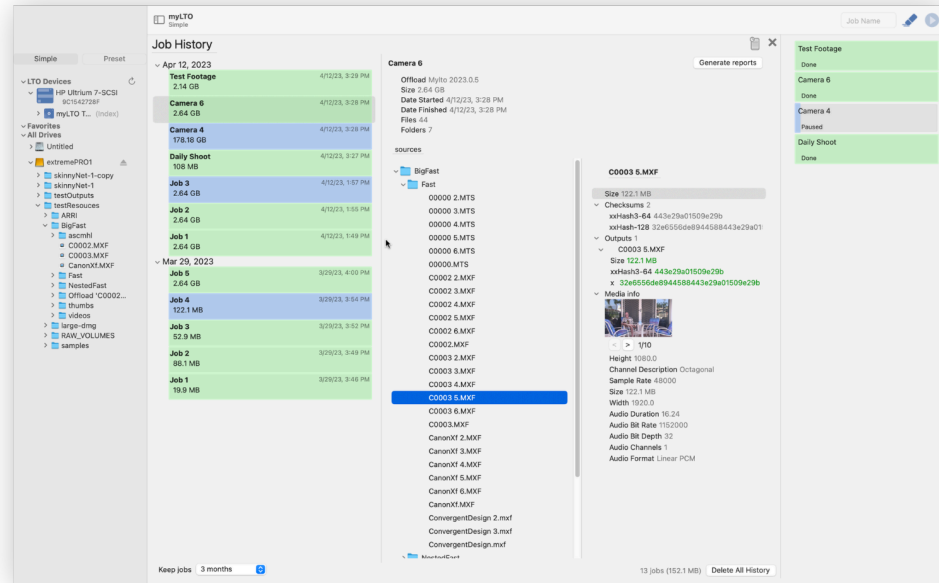 myLTO
Simple
Job Name
Simple
Preset
LTO Devices
HP Ultrium 7-SCSI
9C1542728F
myLTO T... (Index)
Favorites
All Drives
Untitled
extremePRO1
skinnyNet-1-copy
skinnyNet-1
testOutputs
testResouces
ARRI
BigFast
ascmhl
C0002.MXF
C0003.MXF
CanonXf.MXF
Fast
NestedFast
Offload 'C0002...
thumbs
videos
large-dmg
RAW_VOLUMES
samples
Job History
Apr 12, 2023
Test Footage 4/12/23, 3:29 PM
2.14 GB
Camera 6 4/12/23, 3:28 PM
2.64 GB
Camera 4 4/12/23, 3:28 PM
178.18 GB
Daily Shoot 4/12/23, 3:27 PM
108 MB
Job 3 4/12/23, 1:57 PM
2.64 GB
Job 2 4/12/23, 1:55 PM
2.64 GB
Job 1 4/12/23, 1:49 PM
2.64 GB
Mar 29, 2023
Job 5 3/29/23, 4:00 PM
2.64 GB
Job 4 3/29/23, 3:54 PM
122.1 MB
Job 3 3/29/23, 3:52 PM
52.9 MB
Job 2 3/29/23, 3:49 PM
88.1 MB
Job 1 3/29/23, 3:46 PM
19.9 MB
Keep jobs 3 months
Camera 6
Generate reports
Offload Mylto 2023.0.5
Size 2.64 GB
Date Started 4/12/23, 3:28 PM
Date Finished 4/12/23, 3:28 PM
Files 44
Folders 7
sources
BigFast
Fast
00000 2.MTS
00000 3.MTS
00000 4.MTS
00000 5.MTS
00000 6.MTS
00000.MTS
C0002 2.MXF
C0002 3.MXF
C0002 4.MXF
C0002 5.MXF
C0002 6.MXF
C0002.MXF
C0003 2.MXF
C0003 3.MXF
C0003 4.MXF
C0003 5.MXF
C0003 6.MXF
C0003.MXF
CanonXf 2.MXF
CanonXf 3.MXF
CanonXf 4.MXF
CanonXf 5.MXF
CanonXf 6.MXF
CanonXf.MXF
ConvergentDesign 2.mxf
ConvergentDesign 3.mxf
ConvergentDesign.mxf
NestedFast
C0003 5.MXF
Size 122.1 MB
Checksums 2
xxHash3-64 443e29a01509e29b
xxHash-128 32e6556de8944588443e29a01
Outputs 1
C0003 5.MXF
Size 122.1 MB
xxHash3-64 443e29a01509e29b
x 32e6556de8944588443e29a01509e29b
Media info
< > 1/10
Height 1080.0
Channel Description Octagonal
Sample Rate 48000
Size 122.1 MB
Width 1920.0
Audio Duration 16.24
Audio Bit Rate 1152000
Audio Bit Depth 32
Audio Channels 1
Audio Format Linear PCM
13 jobs (152.1 MB) Delete All History
Test Footage
Done
Camera 6
Done
Camera 4
Paused
Daily Shoot
Done